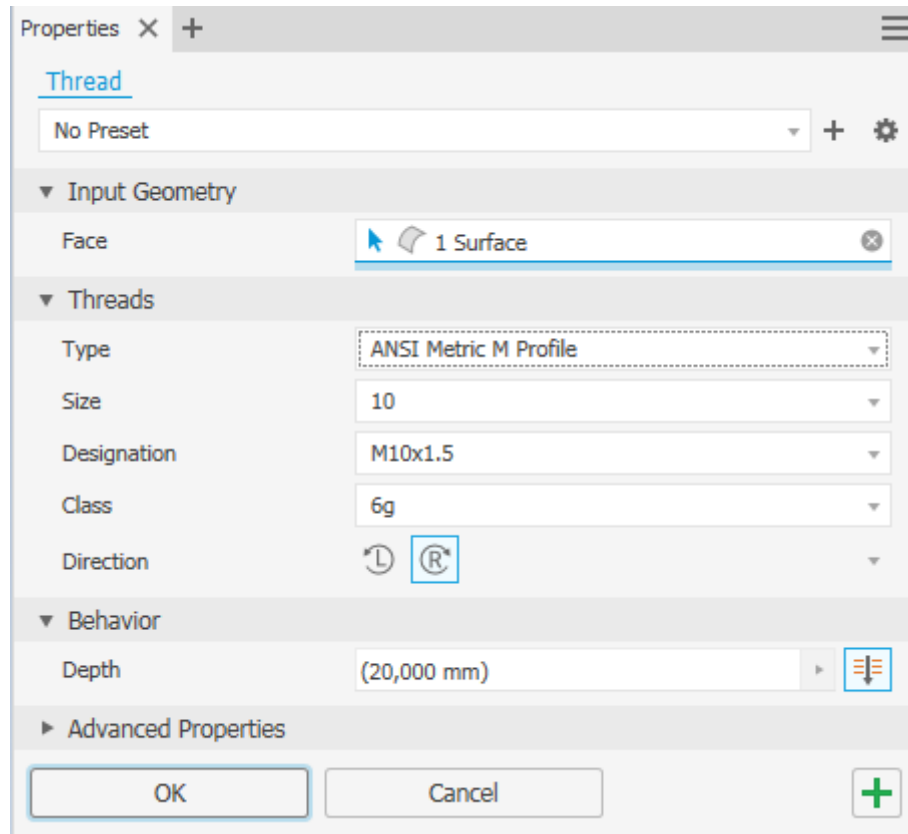 Properties
Thread
No Preset
Input Geometry
Face 1 Surface
Threads
Type ANSI Metric M Profile
Size 10
Designation M10x1.5
Class 6g
Direction L R
Behavior
Depth (20,000 mm)
Advanced Properties
OK Cancel